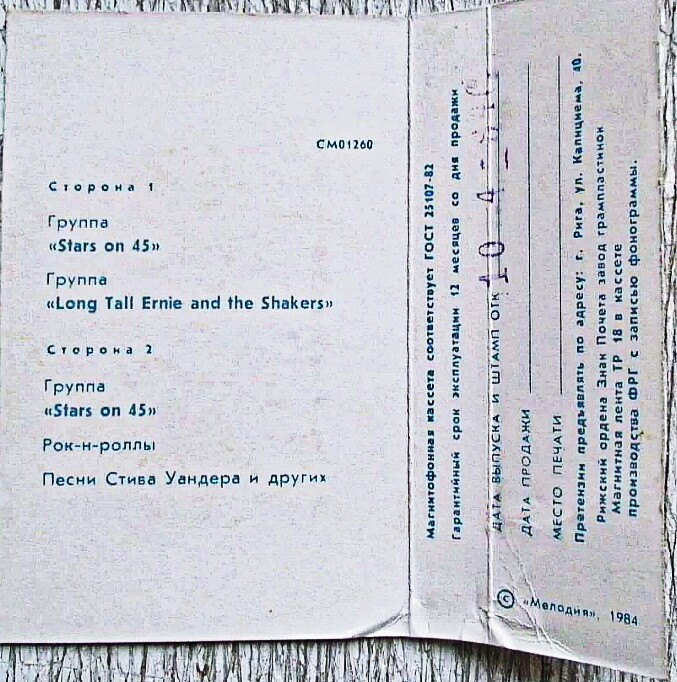 СМ01260
Сторона 1
Группа
«Stars on 45»
Группа
«Long Tall Ernie and the Shakers»
Сторона 2
Группа
«Stars on 45»
Рок-н-роллы
Песни Стива Уандера и других
Магнитофонная кассета соответствует ГОСТ 25107-82
Гарантийный срок эксплуатации 12 месяцев со дня продажи
ДАТА ВЫПУСКА И ШТАМП ОТК 10 4
ДАТА ПРОДАЖИ
МЕСТО ПЕЧАТИ
Претензии предъявлять по адресу: г. Рига, ул. Капициема, 40.
Рижский ордена Знак Почета завод грампластинок
Магнитная лента ТР 18 в кассете
производства ФРГ с записью фонограммы.
© «Мелодия», 1984